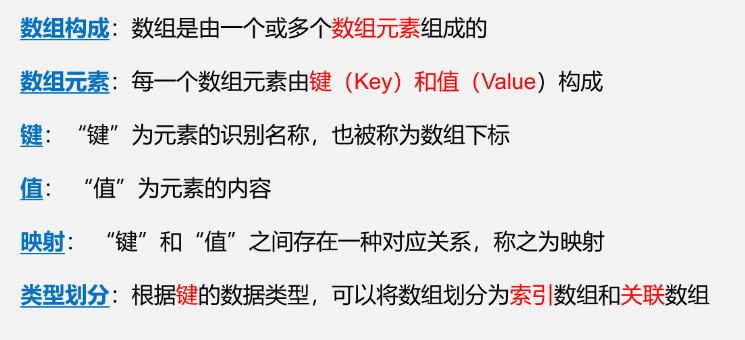 数组构成：数组是由一个或多个数组元素组成的
数组元素：每一个数组元素由键（Key）和值（Value）构成
键：“键”为元素的识别名称，也被称为数组下标
值： “值”为元素的内容
映射： “键”和“值”之间存在一种对应关系，称之为映射
类型划分：根据键的数据类型，可以将数组划分为索引数组和关联数组